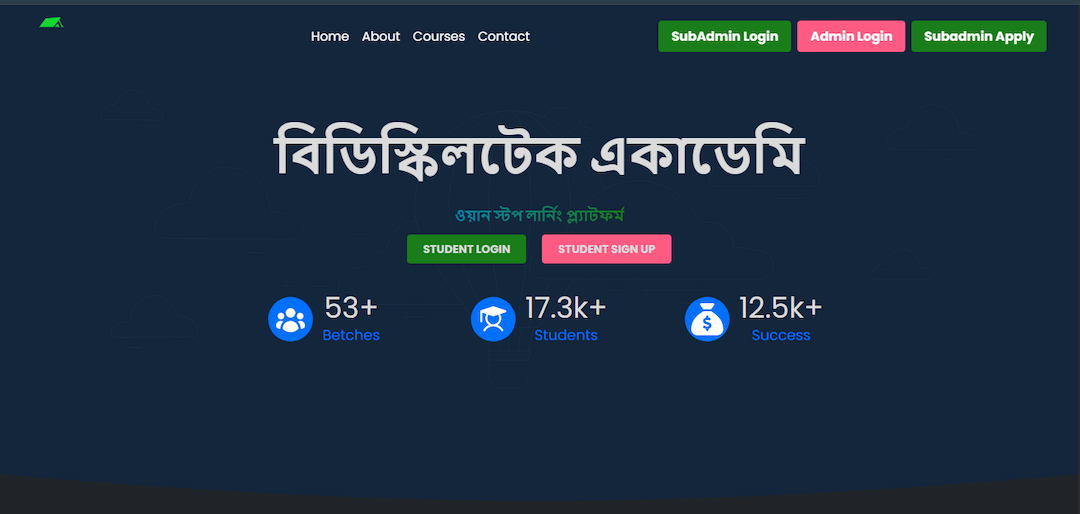 Home About Courses Contact SubAdmin Login Admin Login Subadmin Apply
বিডিস্কিলটেক একাডেমি
ওয়ান স্টপ লার্নিং প্ল্যাটফর্ম
STUDENT LOGIN STUDENT SIGN UP
53+ 17.3k+ 12.5k+
Betches Students Success